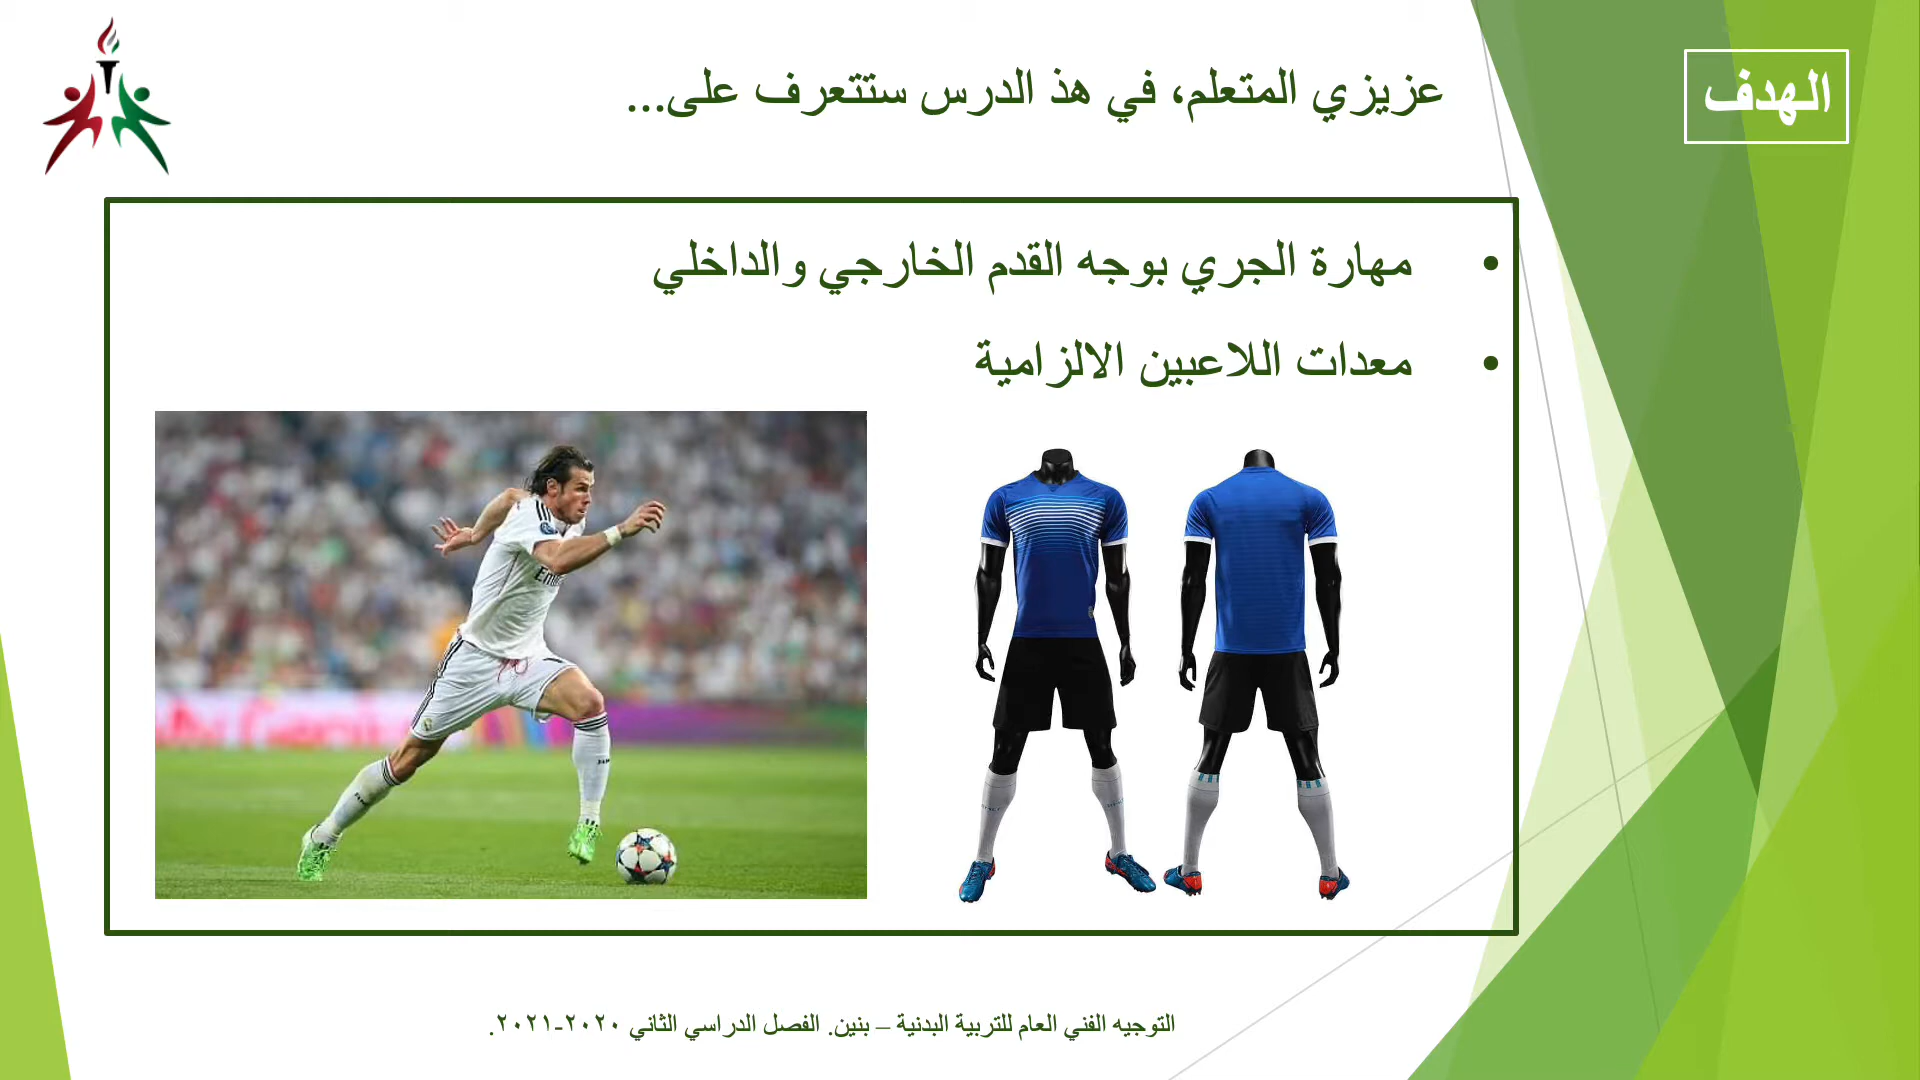 الهدف
عزيزي المتعلم، في هذ الدرس ستتعرف على...
• مهارة الجري بوجه القدم الخارجي والداخلي
• معدات اللاعبين الالزامية
التوجيه الفني العام للتربية البدنية – بنين. الفصل الدراسي الثاني ٢٠٢٠-٢٠٢١.